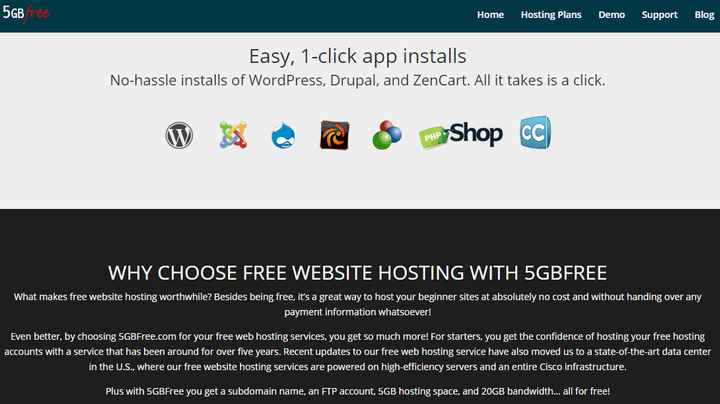 5GBfree Home Hosting Plans Demo Support Blog
Easy, 1-click app installs
No-hassle installs of WordPress, Drupal, and ZenCart. All it takes is a click.
W PHP Shop CC
WHY CHOOSE FREE WEBSITE HOSTING WITH 5GBFREE
What makes free website hosting worthwhile? Besides being free, it's a great way to host your beginner sites at absolutely no cost and without handing over any
payment information whatsoever!
Even better, by choosing 5GBFree.com for your free web hosting services, you get so much more! For starters, you get the confidence of hosting your free hosting
accounts with a service that has been around for over five years. Recent updates to our free web hosting service have also moved us to a state-of-the-art data center
in the U.S., where our free website hosting services are powered on high-efficiency servers and an entire Cisco infrastructure.
Plus with 5GBFree you get a subdomain name, an FTP account, 5GB hosting space, and 20GB bandwidth... all for free!